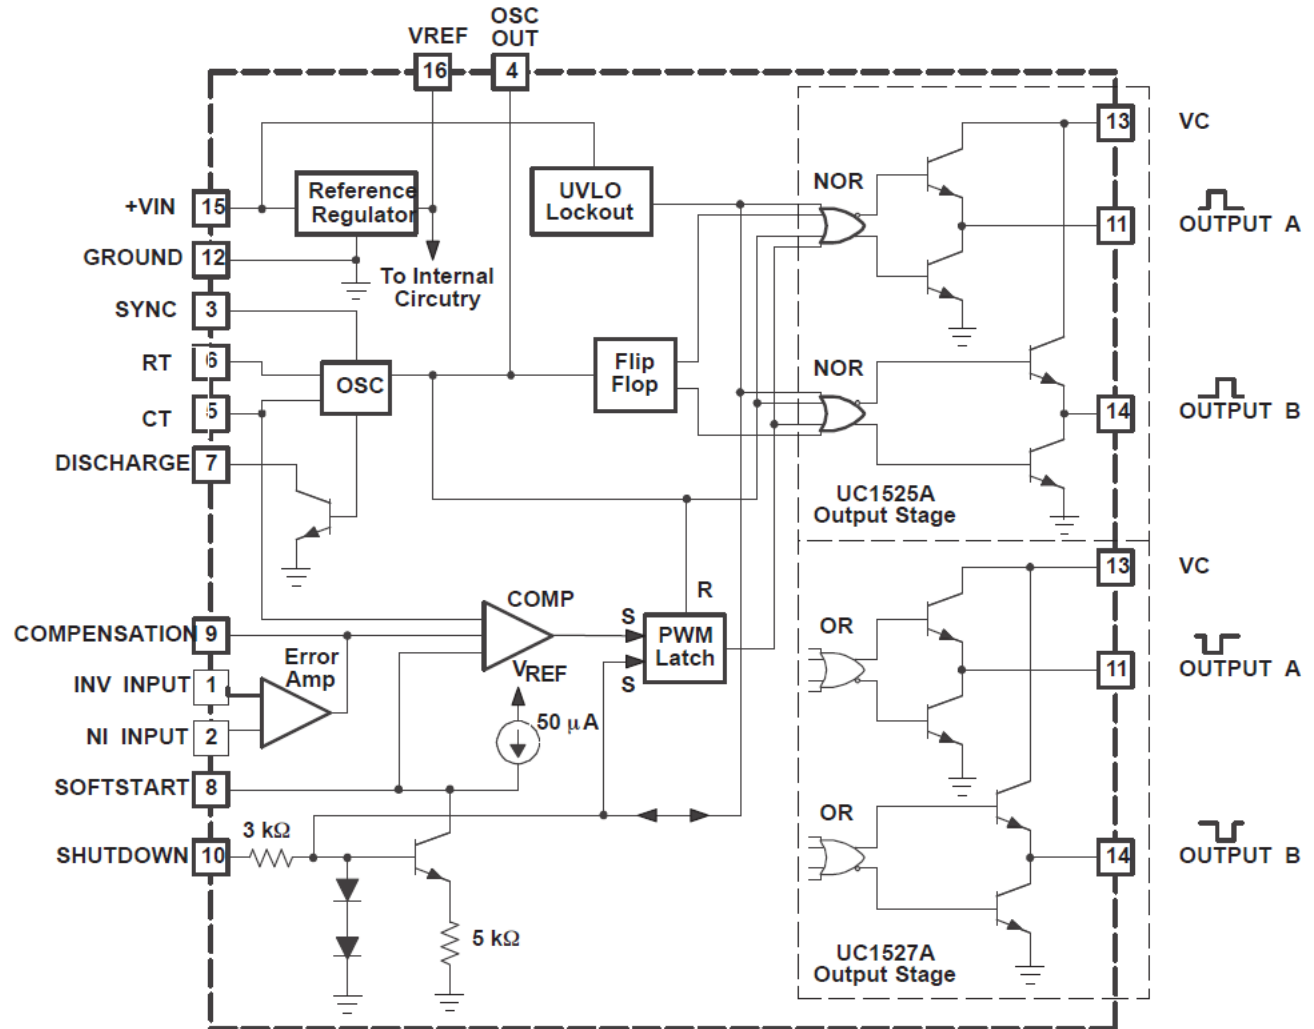 OSC
OUT
VREF
16
4
13
VC
NOR
Reference
Regulator
UVLO
Lockout
+VIN
15
11
OUTPUT A
GROUND
12
To Internal
Circutry
SYNC
3
RT
6
OSC
Flip
Flop
NOR
CT
5
14
OUTPUT B
DISCHARGE
7
UC1525A
Output Stage
13
VC
R
COMP
S
PWM
Latch
OR
COMPENSATION
9
Error
Amp
VREF
S
11
OUTPUT A
INV INPUT
1
50 μA
NI INPUT
2
SOFTSTART
8
OR
3 kΩ
SHUTDOWN
10
14
OUTPUT B
5 kΩ
UC1527A
Output Stage